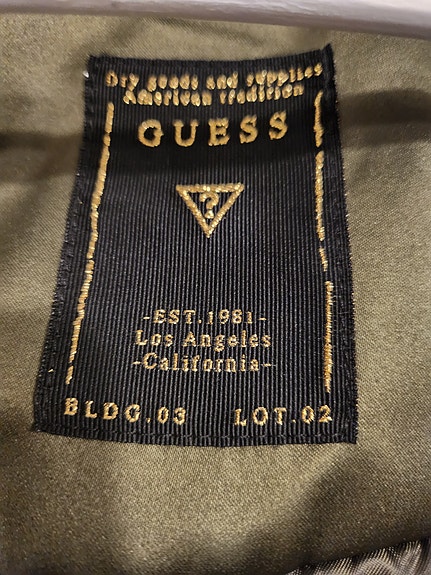 Dry goods and supplies
American tradition
GUESS
?
-EST.1981-
Los Angeles
-California-
BLDG.03 LOT.02